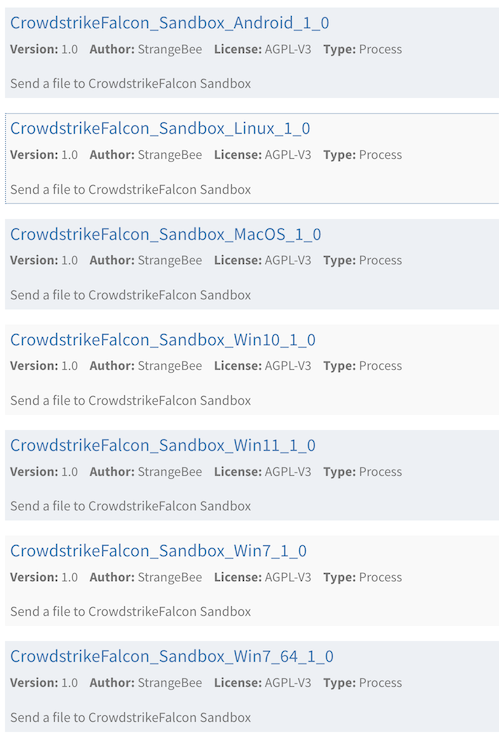 CrowdstrikeFalcon_Sandbox_Android_1_0
Version: 1.0 Author: StrangeBee License: AGPL-V3 Type: Process
Send a file to CrowdstrikeFalcon Sandbox
CrowdstrikeFalcon_Sandbox_Linux_1_0
Version: 1.0 Author: StrangeBee License: AGPL-V3 Type: Process
Send a file to CrowdstrikeFalcon Sandbox
CrowdstrikeFalcon_Sandbox_MacOS_1_0
Version: 1.0 Author: StrangeBee License: AGPL-V3 Type: Process
Send a file to CrowdstrikeFalcon Sandbox
CrowdstrikeFalcon_Sandbox_Win10_1_0
Version: 1.0 Author: StrangeBee License: AGPL-V3 Type: Process
Send a file to CrowdstrikeFalcon Sandbox
CrowdstrikeFalcon_Sandbox_Win11_1_0
Version: 1.0 Author: StrangeBee License: AGPL-V3 Type: Process
Send a file to CrowdstrikeFalcon Sandbox
CrowdstrikeFalcon_Sandbox_Win7_1_0
Version: 1.0 Author: StrangeBee License: AGPL-V3 Type: Process
Send a file to CrowdstrikeFalcon Sandbox
CrowdstrikeFalcon_Sandbox_Win7_64_1_0
Version: 1.0 Author: StrangeBee License: AGPL-V3 Type: Process
Send a file to CrowdstrikeFalcon Sandbox